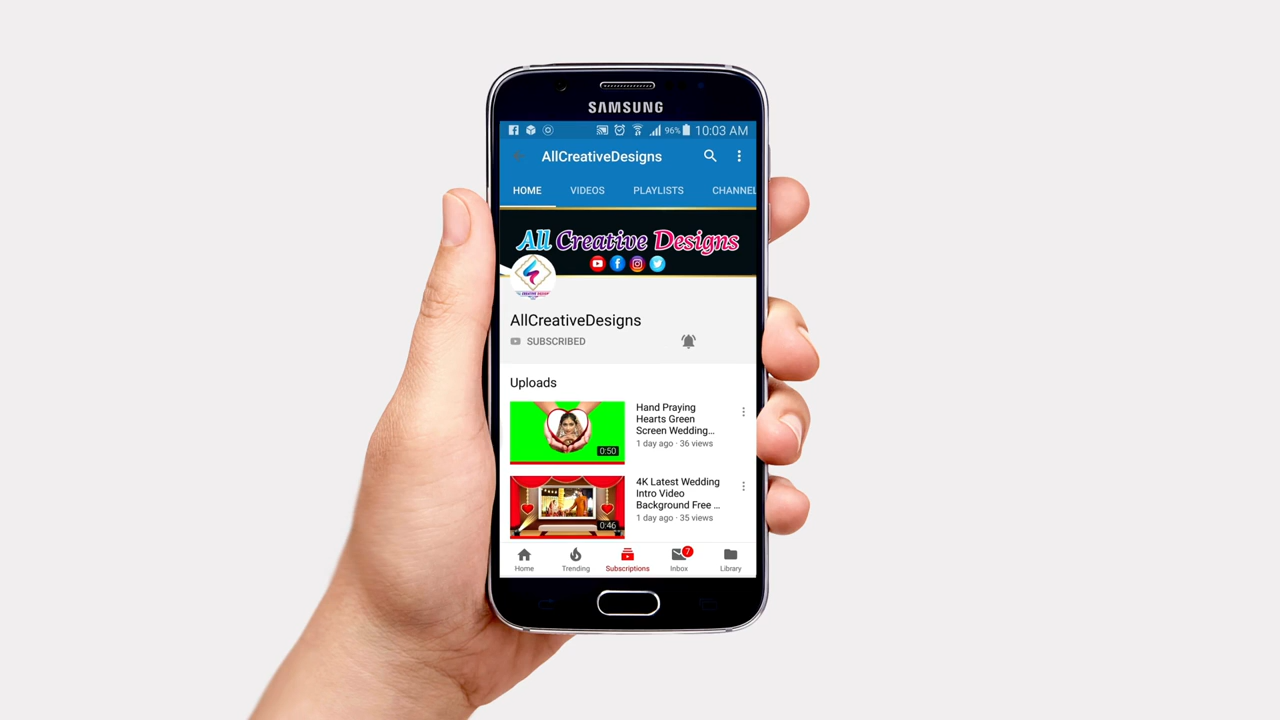 SAMSUNG
96% 10:03 AM
AllCreativeDesigns
HOME VIDEOS PLAYLISTS CHANNEL
All Creative Designs
AllCreativeDesigns
SUBSCRIBED
Uploads
Hand Praying
Hearts Green
Screen Wedding...
1 day ago · 36 views
0:50
4K Latest Wedding
Intro Video
Background Free ...
1 day ago · 35 views
0:46
7
Home Trending Subscriptions Inbox Library